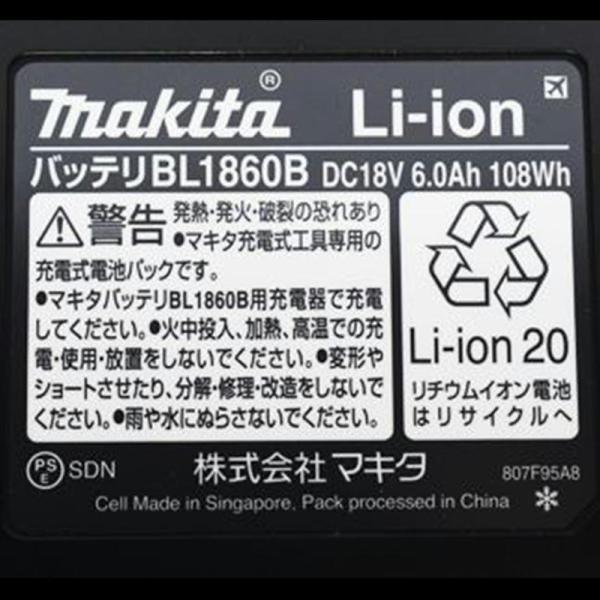 makita® Li-ion
バッテリBL1860B DC18V 6.0Ah 108Wh
警告 発熱・発火・破裂の恐れあり
●マキタ充電式工具専用の
充電式電池パックです。
●マキタバッテリBL1860B用充電器で充電
してください。●火中投入、加熱、高温での充
電・使用・放置をしないでください。●変形や
ショートさせたり、分解・修理・改造をしないで
ください。●雨や水にぬらさないでください。
Li-ion 20
リチウムイオン電池
はリサイクルへ
PSE SDN 株式会社 マキタ 807F95A8
Cell Made in Singapore, Pack processed in China